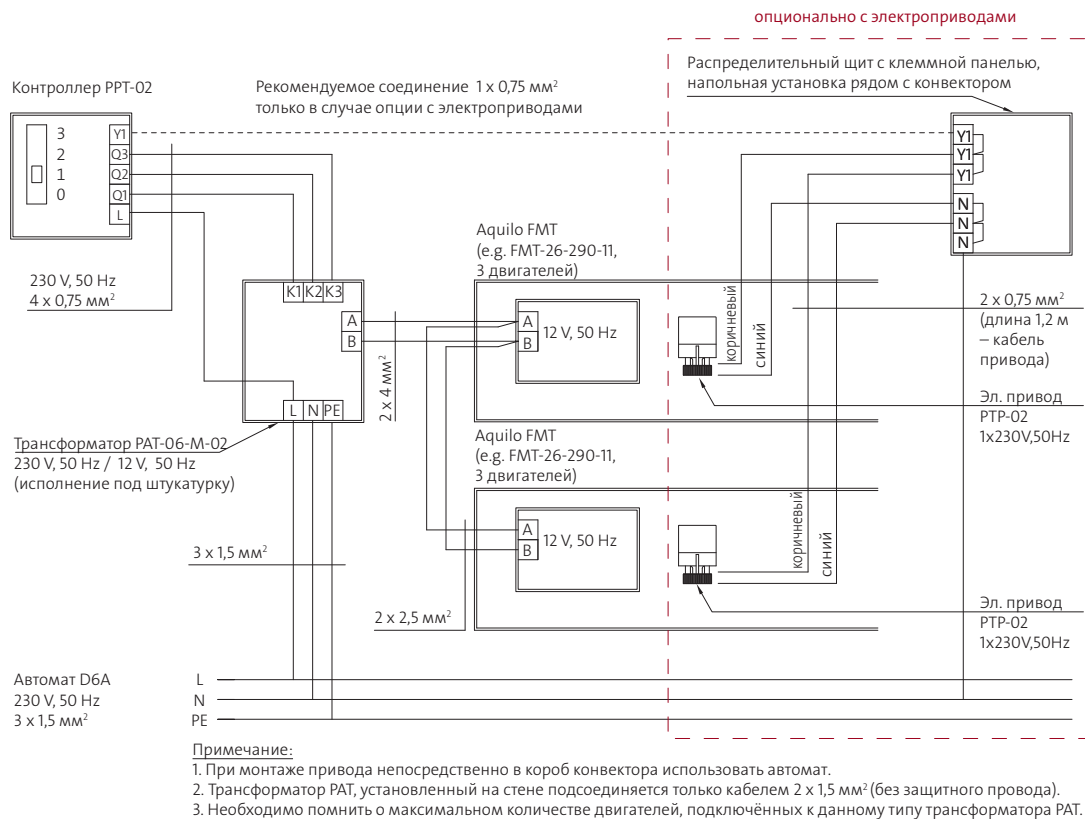 опционально с электроприводами
Распределительный щит с клеммной панелью,
напольная установка рядом с конвектором
Контроллер PPT-02
Рекомендуемое соединение 1 x 0,75 мм²
только в случае опции с электроприводами
3
2
1
0
Y1
Q3
Q2
Q1
L
Y1
Y1
Y1
N
N
N
230 V, 50 Hz
4 x 0,75 мм²
K1 K2 K3
A
B
L N PE
2 x 4 мм²
Трансформатор PAT-06-M-02
230 V, 50 Hz / 12 V, 50 Hz
(исполнение под штукатурку)
Aquilo FMT
(e.g. FMT-26-290-11,
3 двигателей)
A
B
12 V, 50 Hz
коричневый
синий
2 x 0,75 мм²
(длина 1,2 м
– кабель
привода)
Эл. привод
РТР-02
1x230V,50Hz
Aquilo FMT
(e.g. FMT-26-290-11,
3 двигателей)
A
B
12 V, 50 Hz
коричневый
синий
Эл. привод
РТР-02
1x230V,50Hz
3 x 1,5 мм²
2 x 2,5 мм²
Автомат D6A
230 V, 50 Hz
3 x 1,5 мм²
L
N
PE
Примечание:
1. При монтаже привода непосредственно в короб конвектора использовать автомат.
2. Трансформатор PAT, установленный на стене подсоединяется только кабелем 2 x 1,5 мм² (без защитного провода).
3. Необходимо помнить о максимальном количестве двигателей, подключённых к данному типу трансформатора PAT.